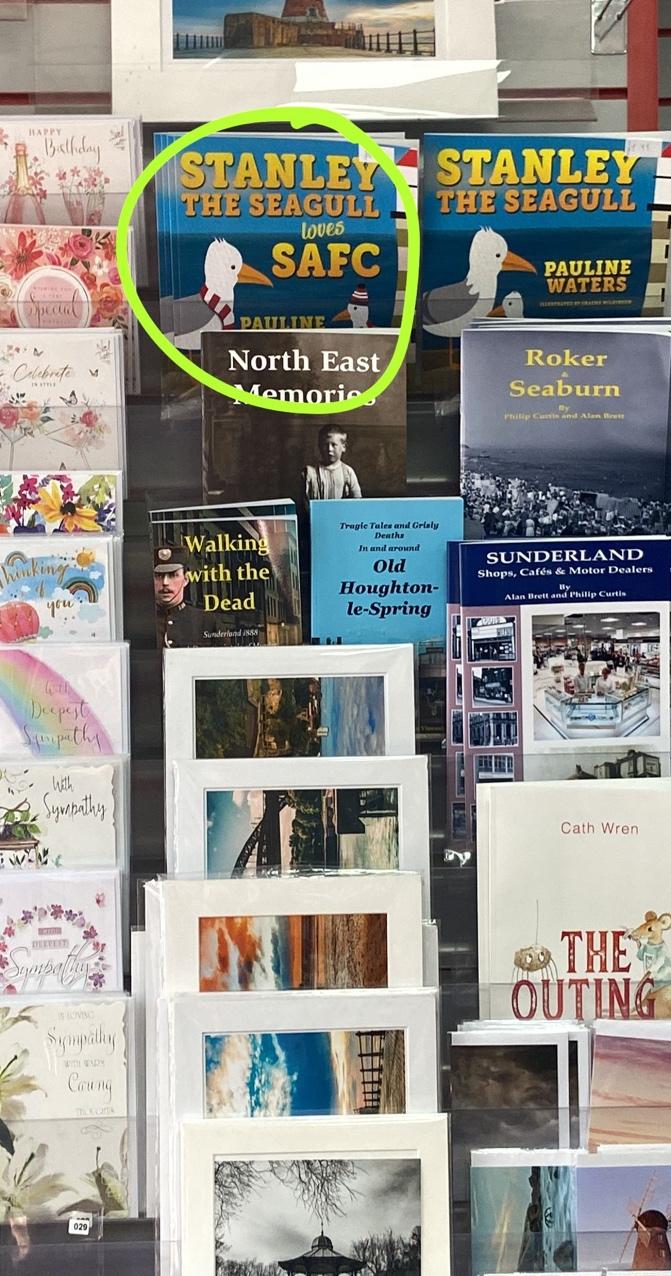 HAPPY
Birthday
Special
Celebrate
IN STYLE
Thinking
of you
With
Deepest
Sympathy
With
Sympathy
WITH
DEEPEST
Sympathy
IN LOVING
Sympathy
WITH WARM
Caring
THOUGHTS
029
STANLEY
THE SEAGULL
loves
SAFC
PAULINE
STANLEY
THE SEAGULL
PAULINE
WATERS
North East
Memories
Roker
&
Seaburn
By
Philip Curtis and Alan Brett
Walking
with the
Dead
Sunderland 1888
Tragic Tales and Grisly
Deaths
In and around
Old
Houghton-
le-Spring
SUNDERLAND
Shops, Cafés & Motor Dealers
By
Alan Brett and Philip Curtis
Cath Wren
THE
OUTING